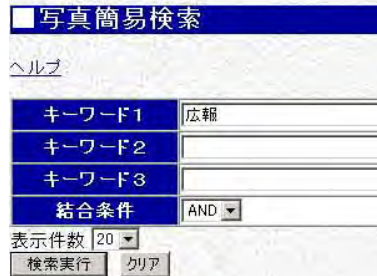 ■写真簡易検索
ヘルプ
キーワード1 広報
キーワード2
キーワード3
結合条件 AND
表示件数 20
検索実行 クリア